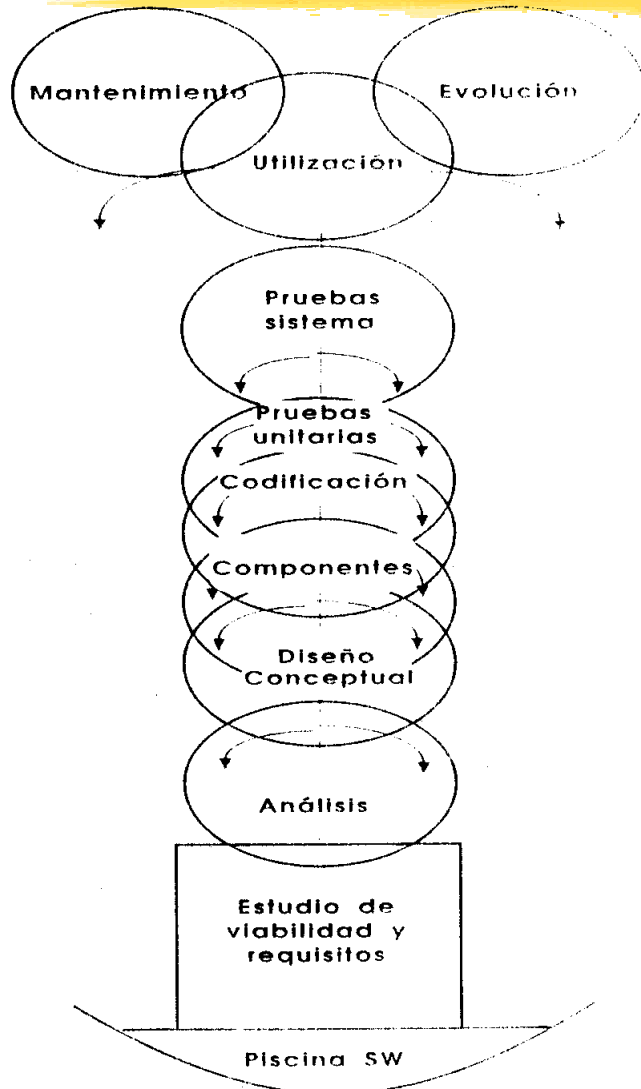 Mantenimiento
Evolución
Utilización
Pruebas
sistema
Pruebas
unitarias
Codificación
Componentes
Diseño
Conceptual
Análisis
Estudio de
viabilidad y
requisitos
Piscina SW